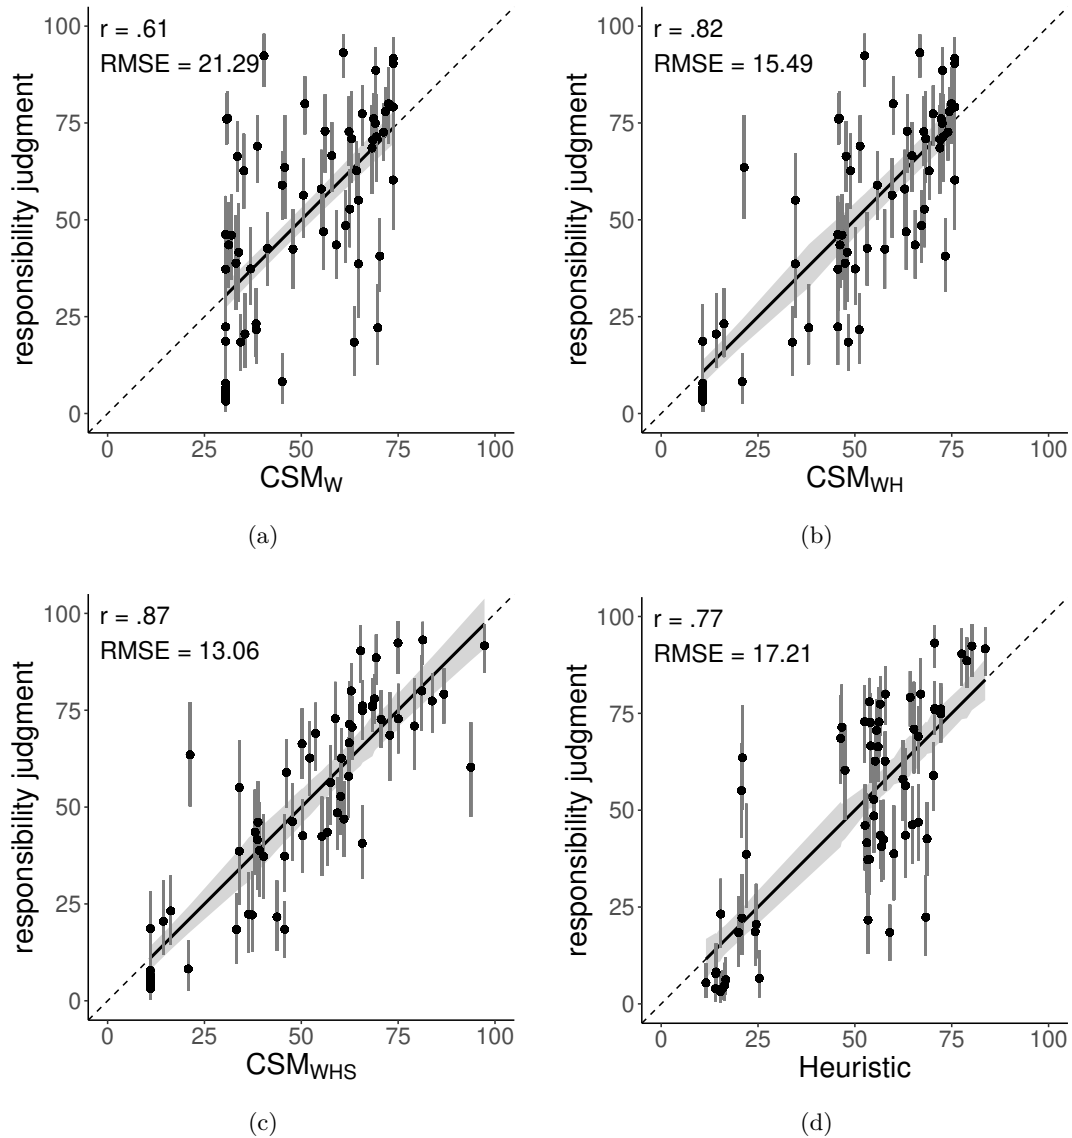 r = .61
RMSE = 21.29
responsibility judgment
100
75
50
25
0
0 25 50 75 100
CSMW
(a)
r = .82
RMSE = 15.49
responsibility judgment
100
75
50
25
0
0 25 50 75 100
CSMWH
(b)
r = .87
RMSE = 13.06
responsibility judgment
100
75
50
25
0
0 25 50 75 100
CSMWHS
(c)
r = .77
RMSE = 17.21
responsibility judgment
100
75
50
25
0
0 25 50 75 100
Heuristic
(d)